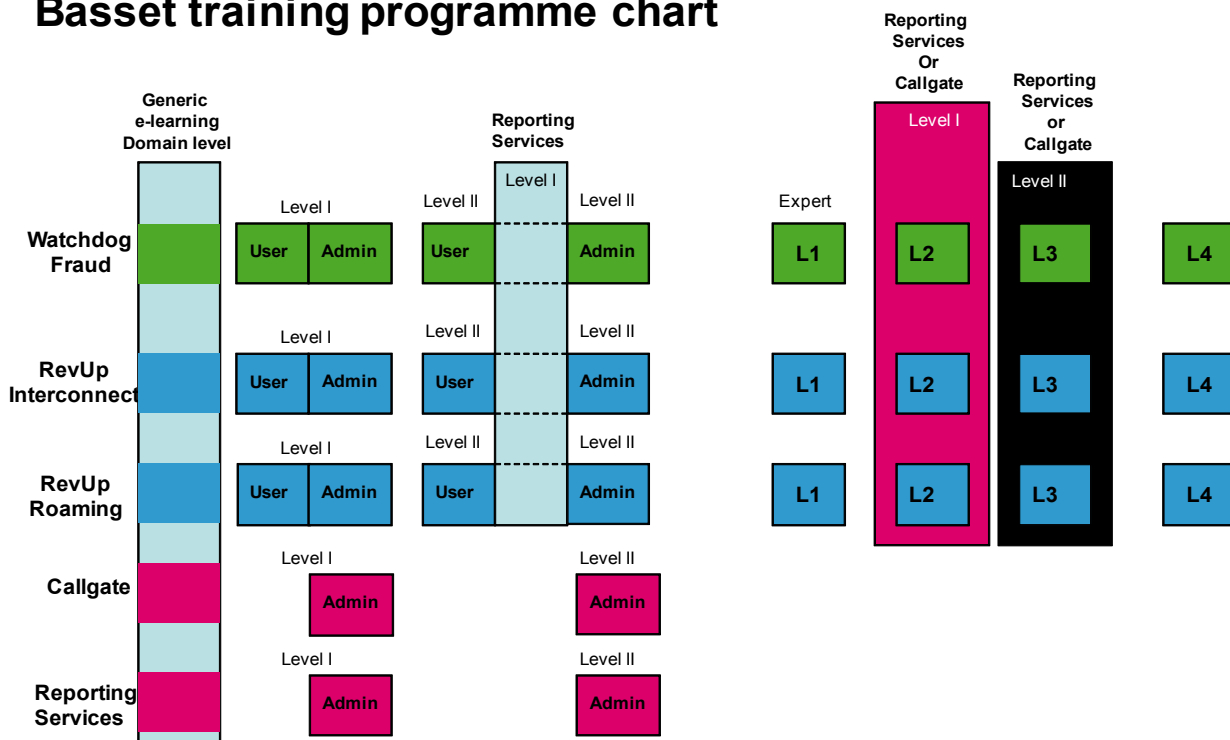 Basset training programme chart
Reporting
Services
Or
Callgate
Reporting
Services
or
Callgate
Generic
e-learning
Domain level
Reporting
Services
Level I
Level II
Level I
Level I
Level II
Level II
Expert
Watchdog
Fraud
User
Admin
User
Admin
L1
L2
L3
L4
Level I
Level II
Level II
RevUp
Interconnect
User
Admin
User
Admin
L1
L2
L3
L4
Level I
Level II
Level II
RevUp
Roaming
User
Admin
User
Admin
L1
L2
L3
L4
Level I
Level II
Callgate
Admin
Admin
Level I
Level II
Reporting
Services
Admin
Admin